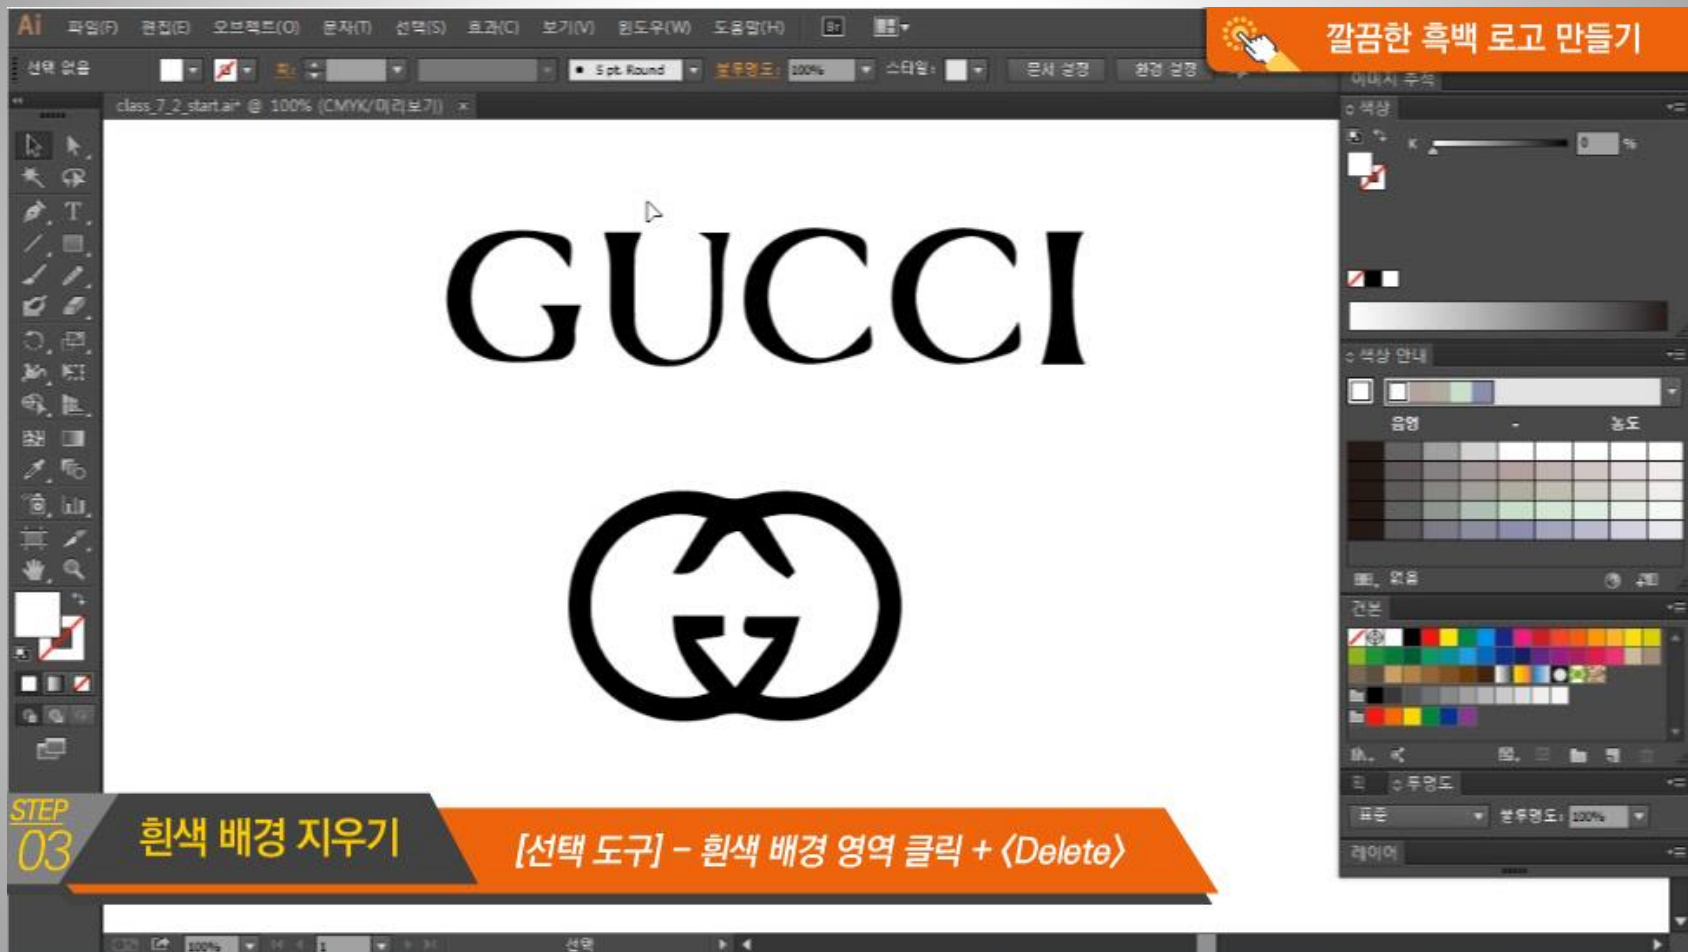 Ai 파일(F) 편집(E) 오브젝트(O) 문자(T) 선택(S) 효과(C) 보기(V) 윈도우(W) 도움말(H) Br
깔끔한 흑백 로고 만들기
선택 없음 획: 5 pt. Round 불투명도: 100% 스타일: 문서 설정 환경 설정
class_7_2_start.ai* @ 100% (CMYK/미리보기) ×
색상
K 0 %
GUCCI
색상 안내
음영 농도
없음
견본
투명도
표준 불투명도: 100%
레이어
STEP
03
흰색 배경 지우기
[선택 도구] – 흰색 배경 영역 클릭 + 〈Delete〉
100% 1 선택